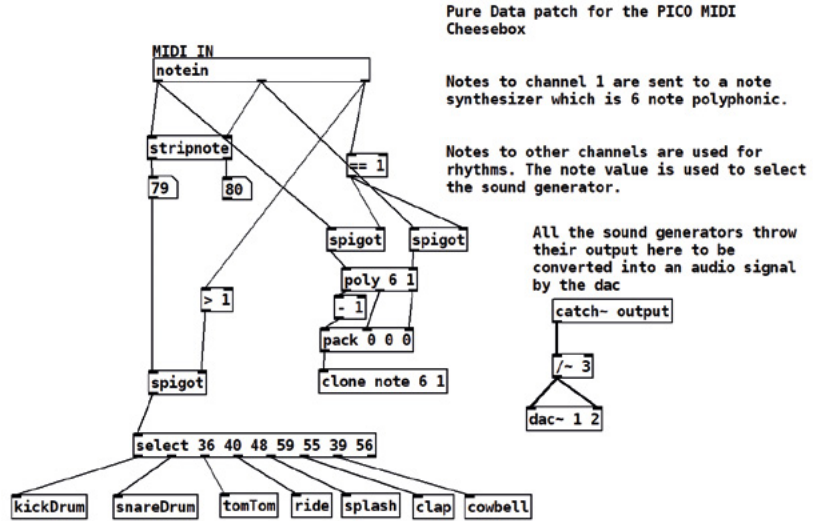 Pure Data patch for the PICO MIDI
Cheesebox
MIDI IN
notein
Notes to channel 1 are sent to a note
synthesizer which is 6 note polyphonic.
stripnote
== 1
Notes to other channels are used for
rhythms. The note value is used to select
the sound generator.
79
80
spigot
spigot
All the sound generators throw
their output here to be
converted into an audio signal
by the dac
poly 6 1
> 1
- 1
catch~ output
pack 0 0 0
/~ 3
spigot
clone note 6 1
dac~ 1 2
select 36 40 48 59 55 39 56
kickDrum
snareDrum
tomTom
ride
splash
clap
cowbell